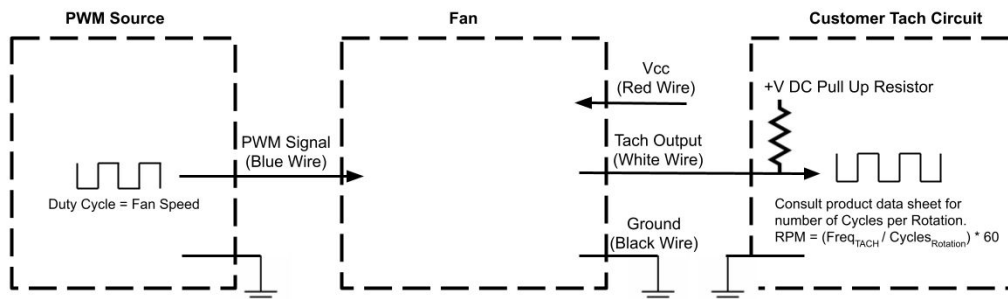 PWM Source
Fan
Customer Tach Circuit
Vcc
(Red Wire)
+V DC Pull Up Resistor
PWM Signal
(Blue Wire)
Tach Output
(White Wire)
Duty Cycle = Fan Speed
Consult product data sheet for
number of Cycles per Rotation.
RPM = (Freq_TACH / Cycles_Rotation) * 60
Ground
(Black Wire)